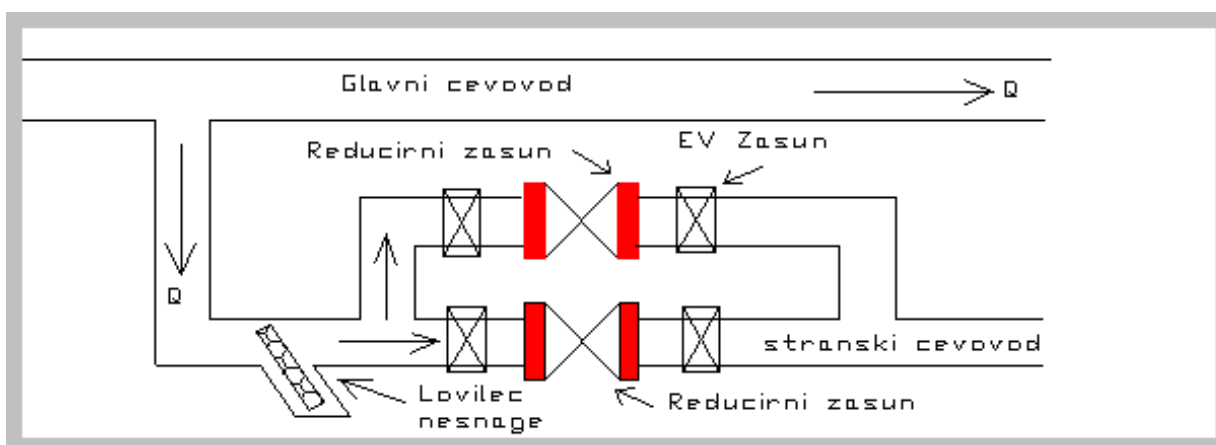 Glavni cevovod
Q
Reducirni zasun
EV Zasun
Q
stranski cevovod
Lovilec
nesnage
Reducirni zasun